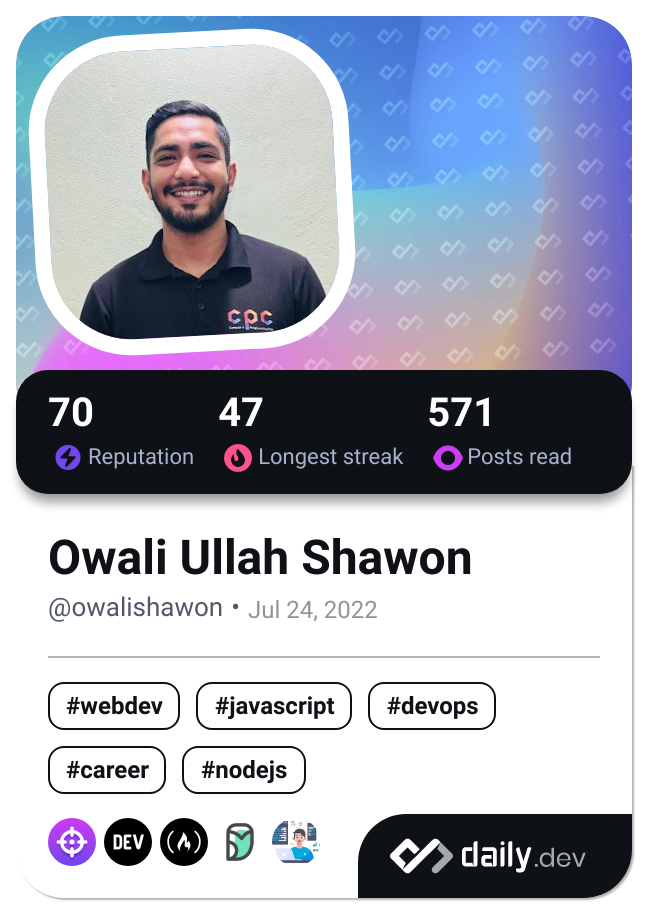 cpc
70 47 571
Reputation Longest streak Posts read
Owali Ullah Shawon
@owalishawon • Jul 24, 2022
#webdev #javascript #devops
#career #nodejs
DEV
daily.dev